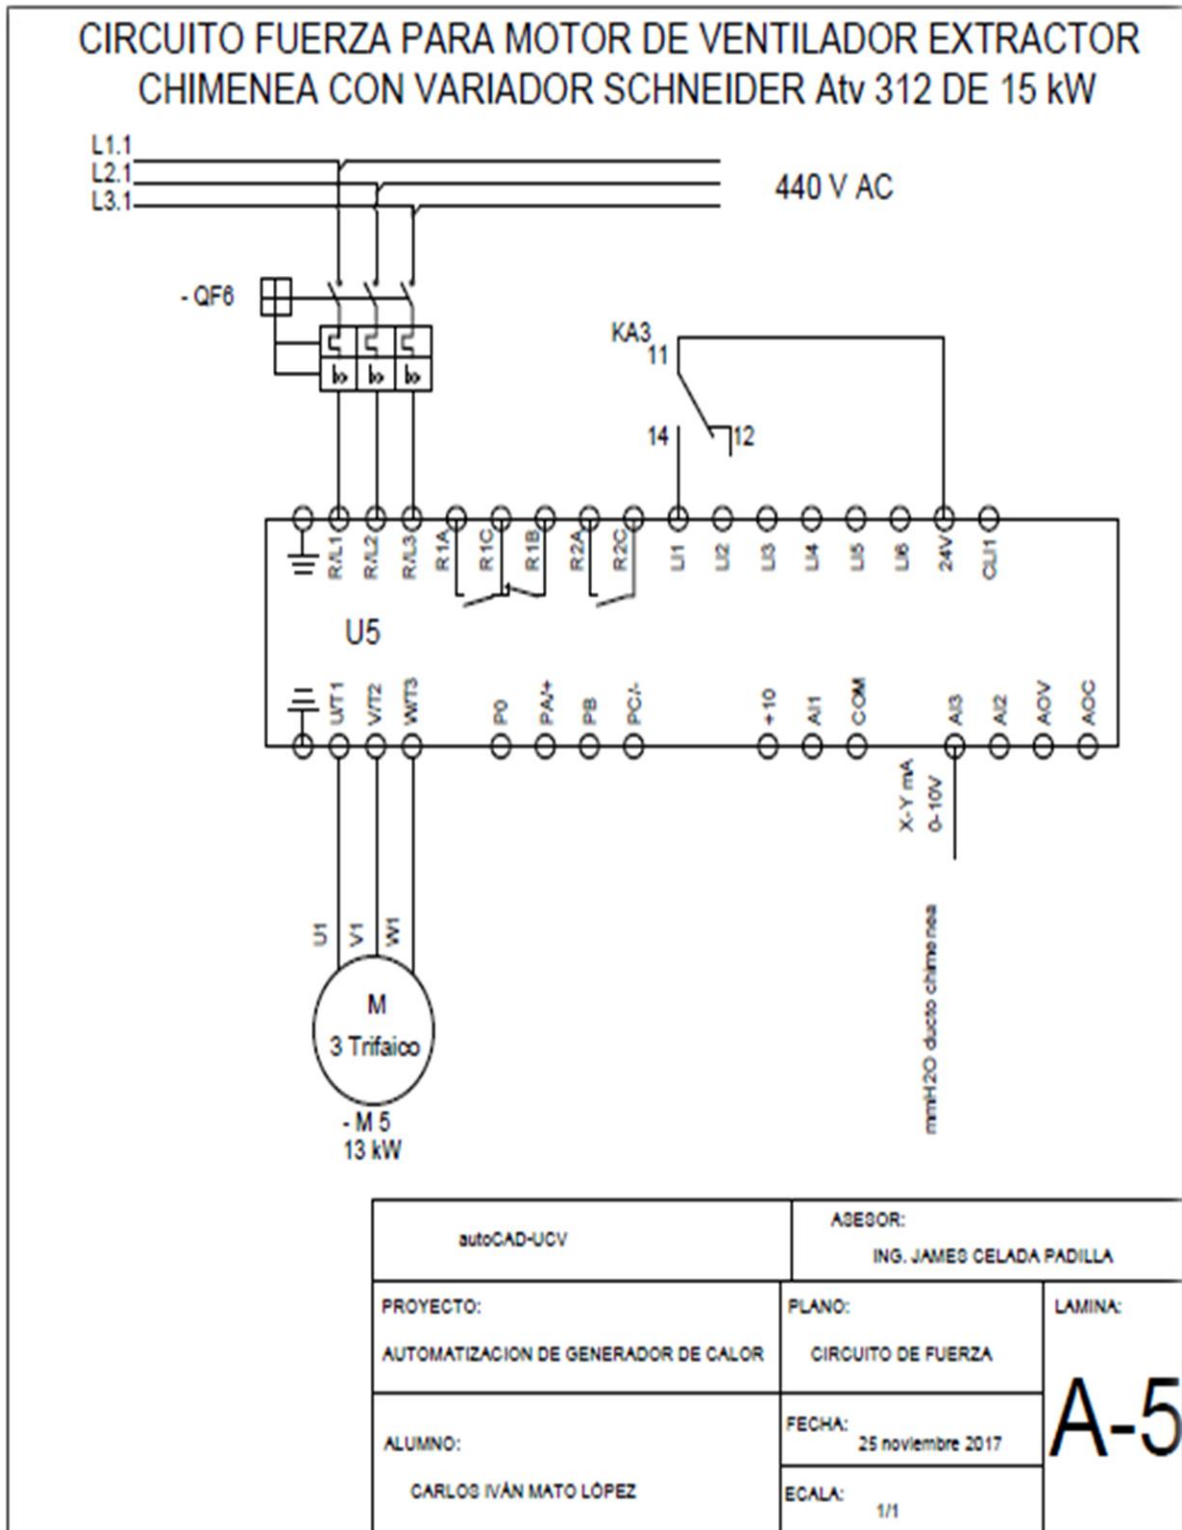 CIRCUITO FUERZA PARA MOTOR DE VENTILADOR EXTRACTOR
CHIMENEA CON VARIADOR SCHNEIDER Atv 312 DE 15 kW
L1.1
L2.1
L3.1
440 V AC
- QF6
KA3
11
14
12
R/L1
R/L2
R/L3
R1A
R1C
R1B
R2A
R2C
LI1
LI2
LI3
LI4
LI5
LI6
24V
CLI1
U5
U/T1
V/T2
W/T3
P0
PA/+
PB
PC/-
+10
AI1
COM
AI3
AI2
AOV
AOC
X-Y mA
0-10V
U1
V1
W1
mmH2O ducto chimenea
M
3 Trifaico
- M 5
13 kW
autoCAD-UCV
ASESOR:
ING. JAMES CELADA PADILLA
PROYECTO:
AUTOMATIZACION DE GENERADOR DE CALOR
PLANO:
CIRCUITO DE FUERZA
LAMINA:
A-5
ALUMNO:
CARLOS IVÁN MATO LÓPEZ
FECHA:
25 noviembre 2017
ECALA:
1/1